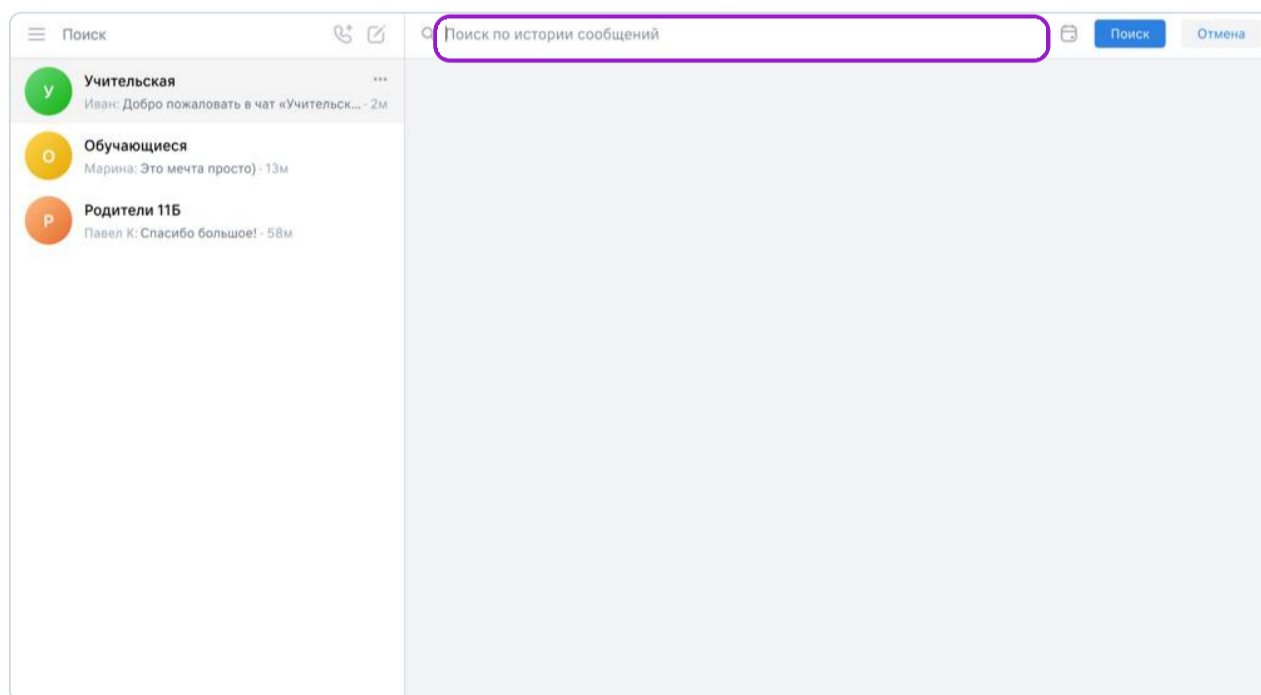 Поиск
Поиск по истории сообщений
Поиск
Отмена
У
Учительская
Иван: Добро пожаловать в чат «Учительск... · 2м
О
Обучающиеся
Марина: Это мечта просто) · 13м
Р
Родители 11Б
Павел К: Спасибо большое! · 58м